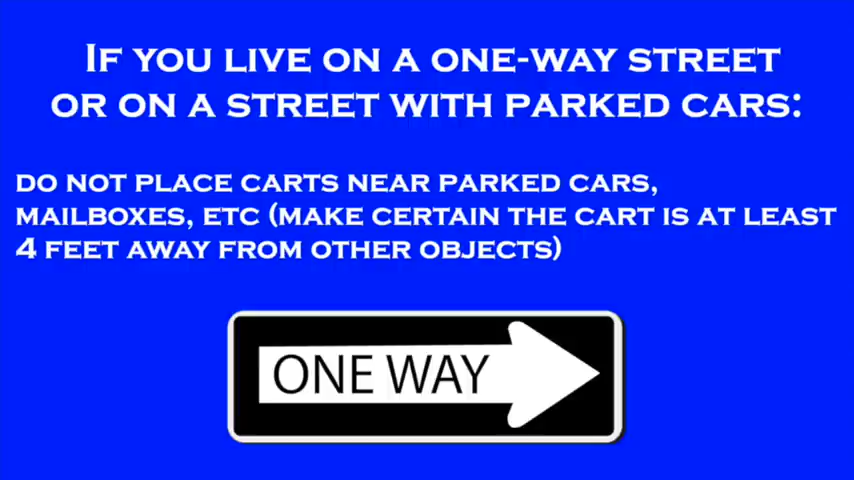 If you live on a one-way street
or on a street with parked cars:
do not place carts near parked cars,
mailboxes, etc (make certain the cart is at least
4 feet away from other objects)
ONE WAY